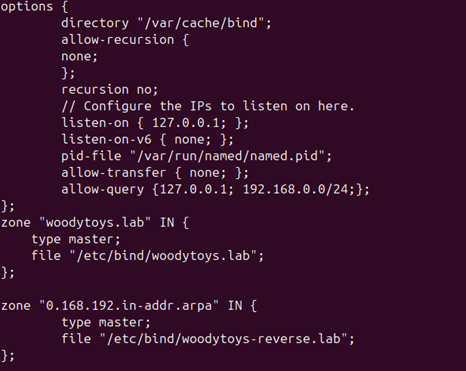 options {
        directory "/var/cache/bind";
        allow-recursion {
        none;
        };
        recursion no;
        // Configure the IPs to listen on here.
        listen-on { 127.0.0.1; };
        listen-on-v6 { none; };
        pid-file "/var/run/named/named.pid";
        allow-transfer { none; };
        allow-query {127.0.0.1; 192.168.0.0/24;};
};
zone "woodytoys.lab" IN {
    type master;
    file "/etc/bind/woodytoys.lab";
};

zone "0.168.192.in-addr.arpa" IN {
        type master;
        file "/etc/bind/woodytoys-reverse.lab";
};